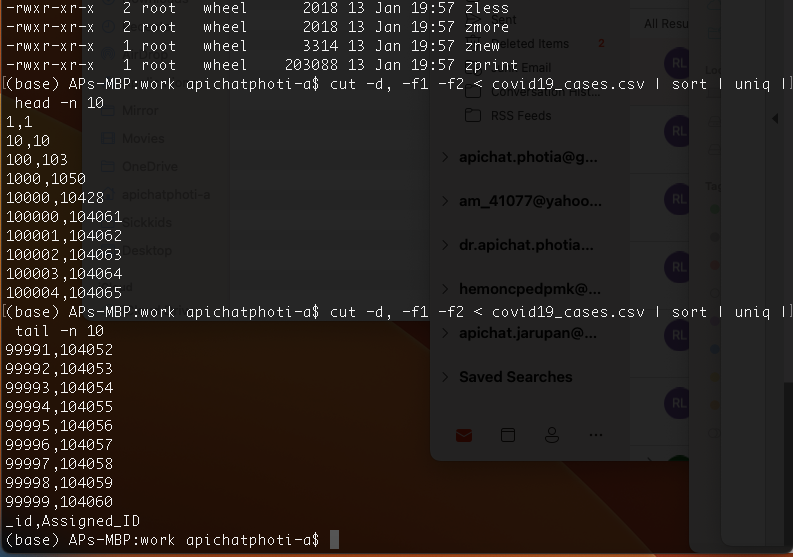 -rwxr-xr-x   2 root   wheel      2018 13 Jan 19:57 zless
-rwxr-xr-x   2 root   wheel      2018 13 Jan 19:57 zmore
-rwxr-xr-x   1 root   wheel      3314 13 Jan 19:57 znew
-rwxr-xr-x   1 root   wheel    203088 13 Jan 19:57 zprint
[(base) APs-MBP:work apichatphoti-a$ cut -d, -f1 -f2 < covid19_cases.csv | sort | uniq |]
 head -n 10
1,1
10,10
100,103
1000,1050
10000,10428
100000,104061
100001,104062
100002,104063
100003,104064
100004,104065
[(base) APs-MBP:work apichatphoti-a$ cut -d, -f1 -f2 < covid19_cases.csv | sort | uniq |]
 tail -n 10
99991,104052
99992,104053
99993,104054
99994,104055
99995,104056
99996,104057
99997,104058
99998,104059
99999,104060
_id,Assigned_ID
(base) APs-MBP:work apichatphoti-a$
Mirror
Movies
OneDrive
apichatphoti-a
Sickkids
Desktop
Sent
Deleted Items 2
Email
Conversation Hist...
RSS Feeds
apichat.photia@g...
am_41077@yahoo...
dr.apichat.photia...
hemoncpedpmk@...
apichat.jarupan@...
Saved Searches
All Resu
RL
RL
RL
RL
RL
RL